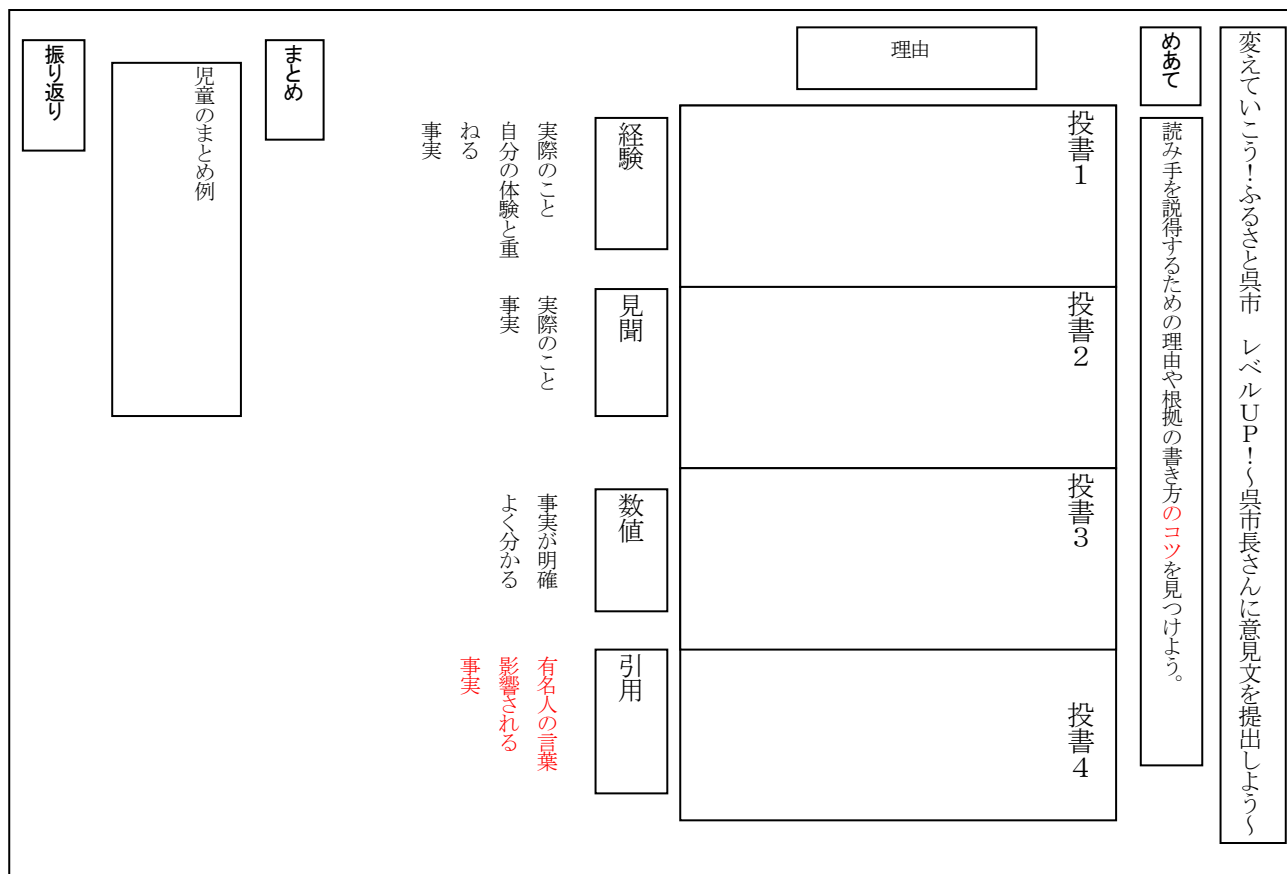 変えていこう！ふるさと呉市　レベルＵＰ！～呉市長さんに意見文を提出しよう～
めあて
読み手を説得するための理由や根拠の書き方のコツを見つけよう。
理由
投書１
投書２
投書３
投書４
経験
実際のこと
自分の体験と重
ねる
事実
見聞
実際のこと
事実
数値
事実が明確
よく分かる
引用
有名人の言葉
影響される
事実
まとめ
児童のまとめ例
振り返り